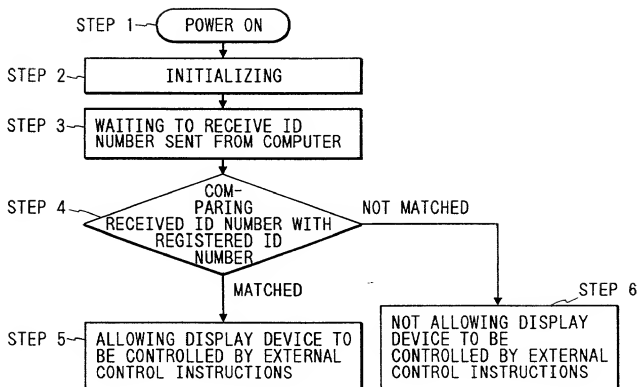 STEP 1
POWER ON
STEP 2
INITIALIZING
STEP 3
WAITING TO RECEIVE ID
NUMBER SENT FROM COMPUTER
STEP 4
COM-
PARING
RECEIVED ID NUMBER WITH
REGISTERED ID
NUMBER
NOT MATCHED
MATCHED
STEP 5
ALLOWING DISPLAY DEVICE TO
BE CONTROLLED BY EXTERNAL
CONTROL INSTRUCTIONS
STEP 6
NOT ALLOWING DISPLAY
DEVICE TO BE
CONTROLLED BY EXTERNAL
CONTROL INSTRUCTIONS